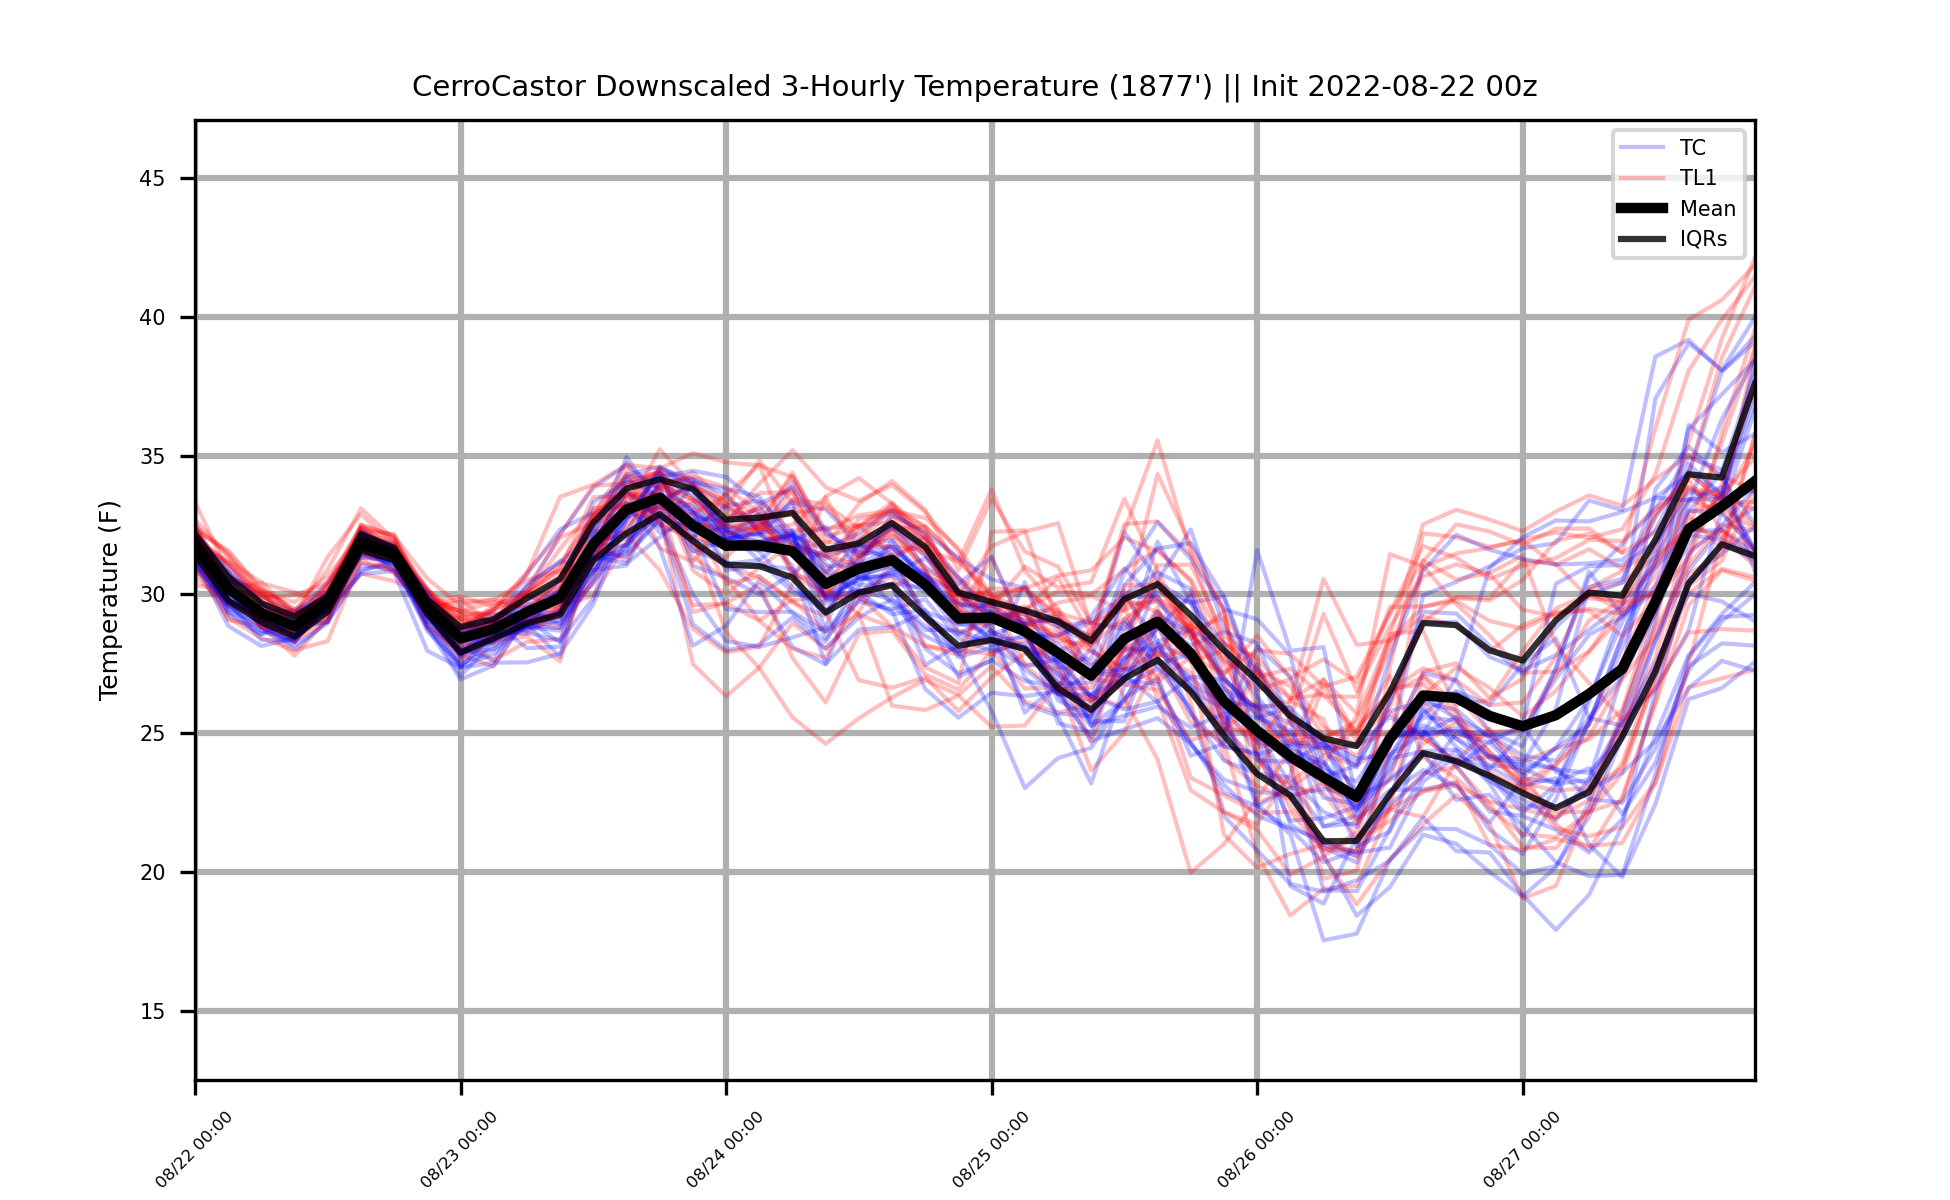 CerroCastor Downscaled 3-Hourly Temperature (1877') || Init 2022-08-22 00z
TC
TL1
Mean
IQRs
Temperature (F)
45
40
35
30
25
20
15
08/22 00:00
08/23 00:00
08/24 00:00
08/25 00:00
08/26 00:00
08/27 00:00